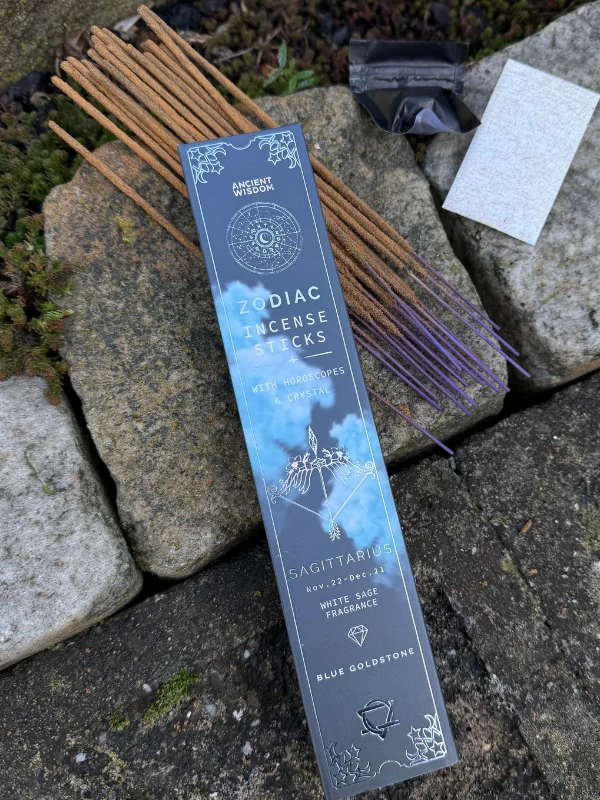 ANCIENT
WISDOM
ZODIAC
INCENSE
STICKS
WITH HOROSCOPES
& CRYSTAL
SAGITTARIUS
Nov.22-Dec.21
WHITE SAGE
FRAGRANCE
BLUE GOLDSTONE